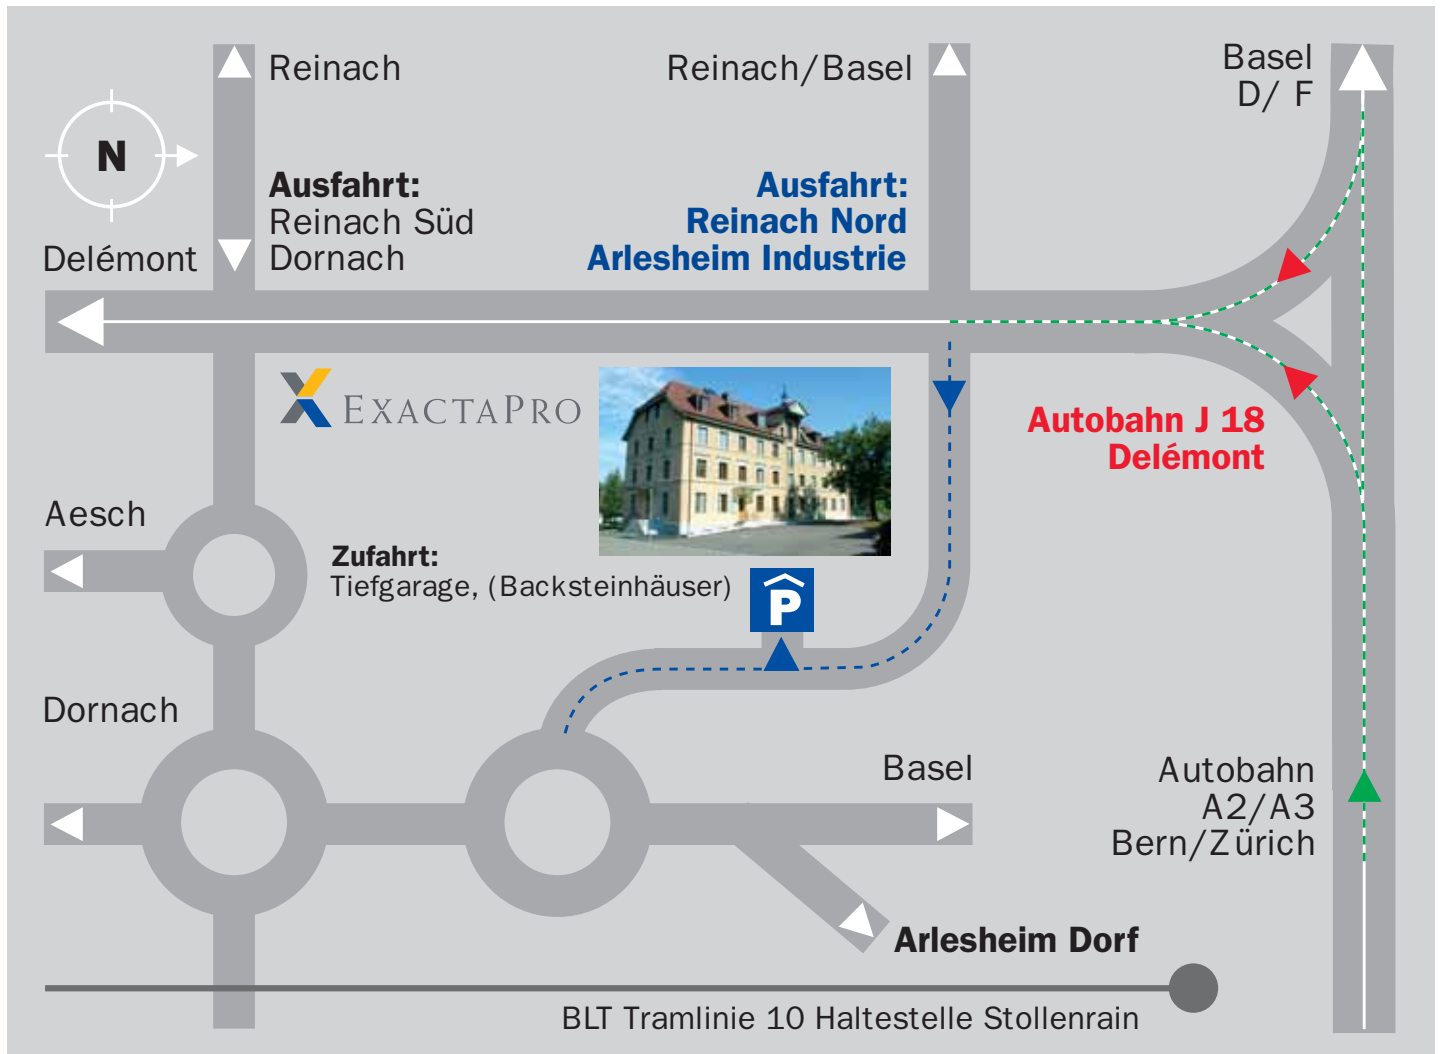 Reinach
Reinach/Basel
Basel
D/ F
N
Ausfahrt:
Reinach Süd
Dornach
Ausfahrt:
Reinach Nord
Arlesheim Industrie
Delémont
EXACTAPRO
Autobahn J 18
Delémont
Aesch
Zufahrt:
Tiefgarage, (Backsteinhäuser)
P
Dornach
Basel
Autobahn
A2/A3
Bern/Zürich
Arlesheim Dorf
BLT Tramlinie 10 Haltestelle Stollenrain